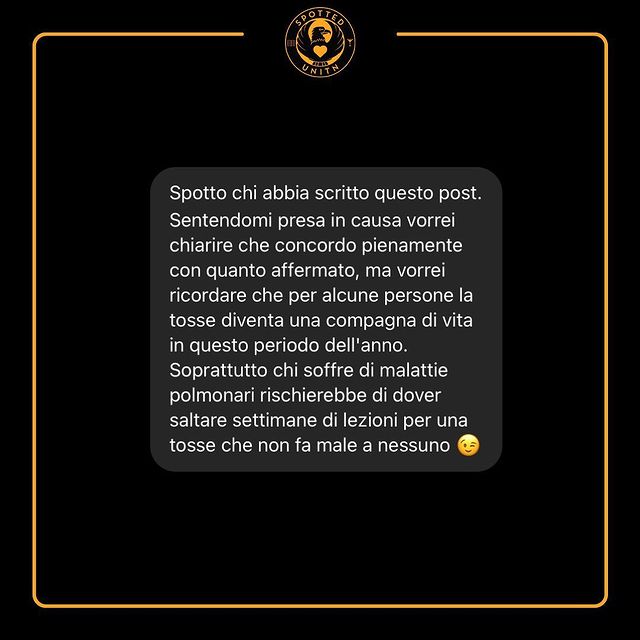 SPOTTED
UNITN
Spotto chi abbia scritto questo post.
Sentendomi presa in causa vorrei
chiarire che concordo pienamente
con quanto affermato, ma vorrei
ricordare che per alcune persone la
tosse diventa una compagna di vita
in questo periodo dell'anno.
Soprattutto chi soffre di malattie
polmonari rischierebbe di dover
saltare settimane di lezioni per una
tosse che non fa male a nessuno 😉